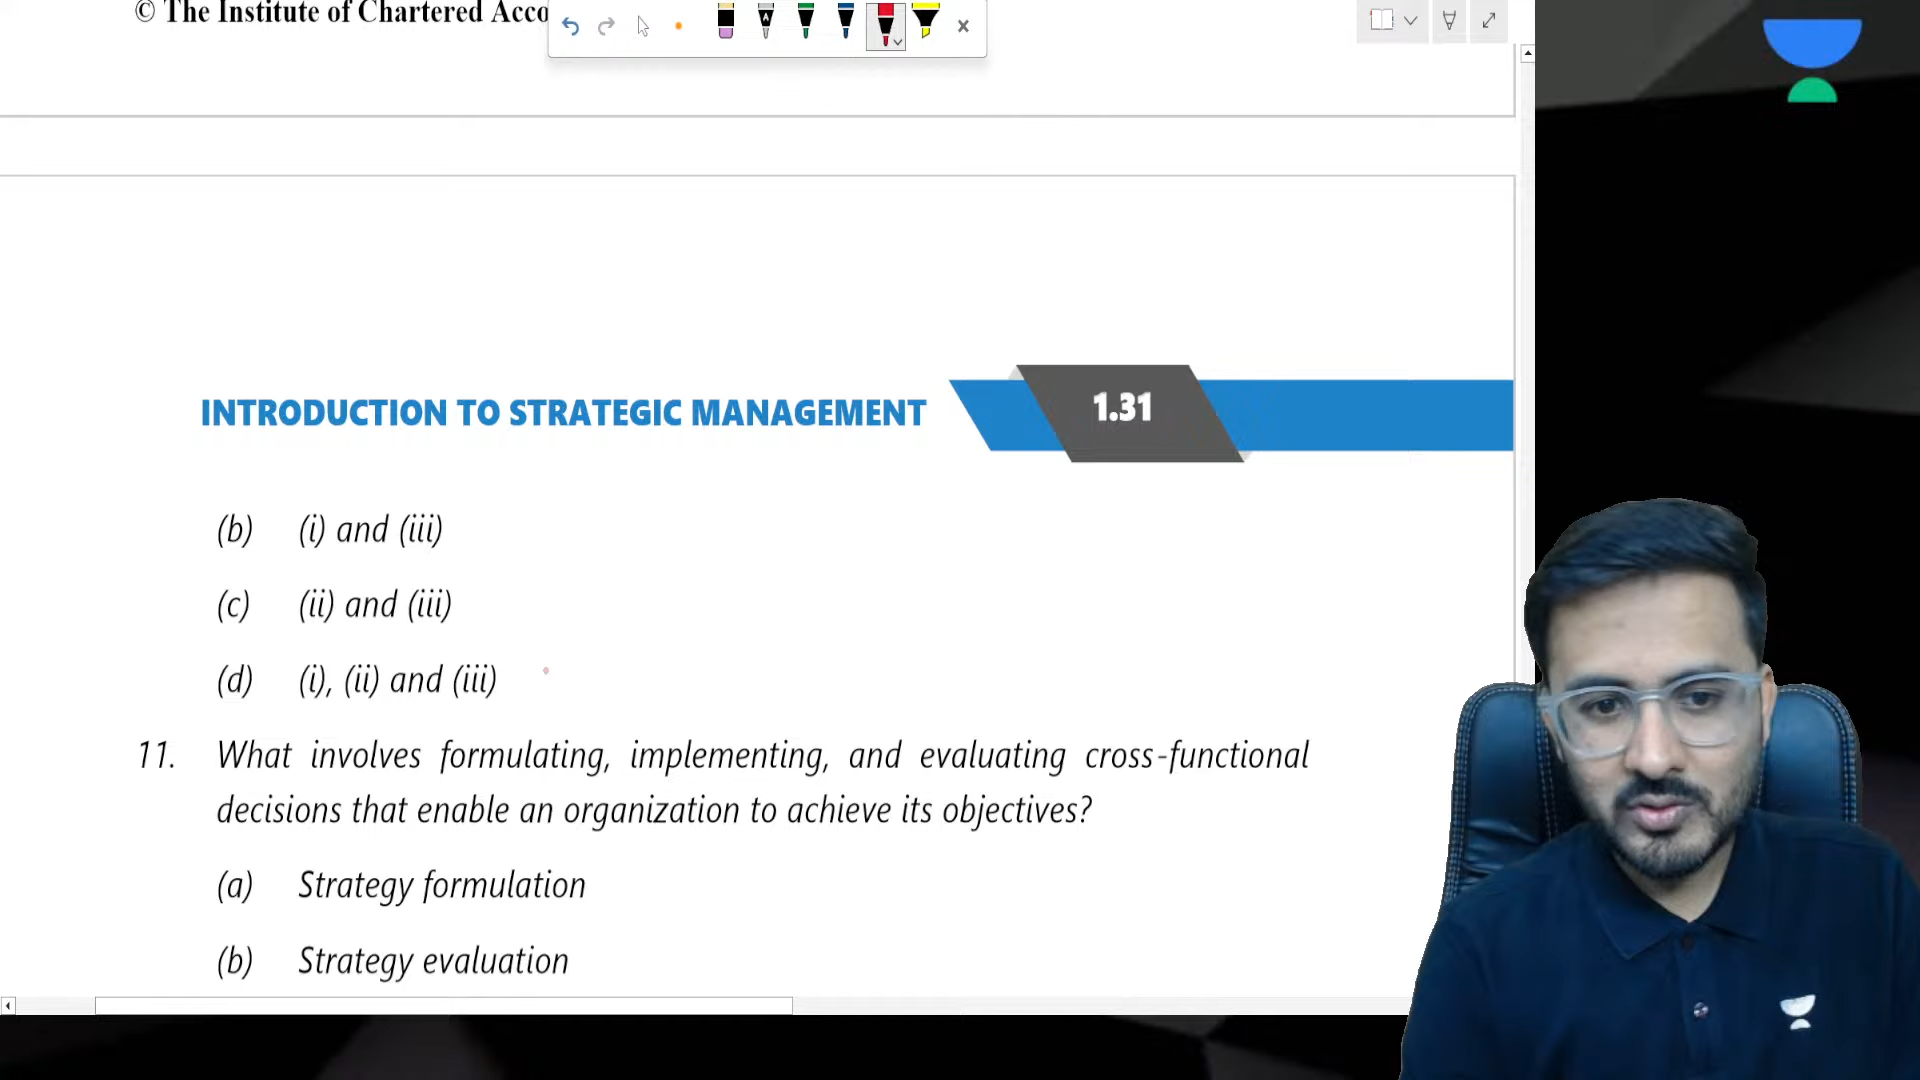 © The Institute of Chartered Acco
INTRODUCTION TO STRATEGIC MANAGEMENT
1.31
(b) (i) and (iii)
(c) (ii) and (iii)
(d) (i), (ii) and (iii)
11. What involves formulating, implementing, and evaluating cross-functional
decisions that enable an organization to achieve its objectives?
(a) Strategy formulation
(b) Strategy evaluation